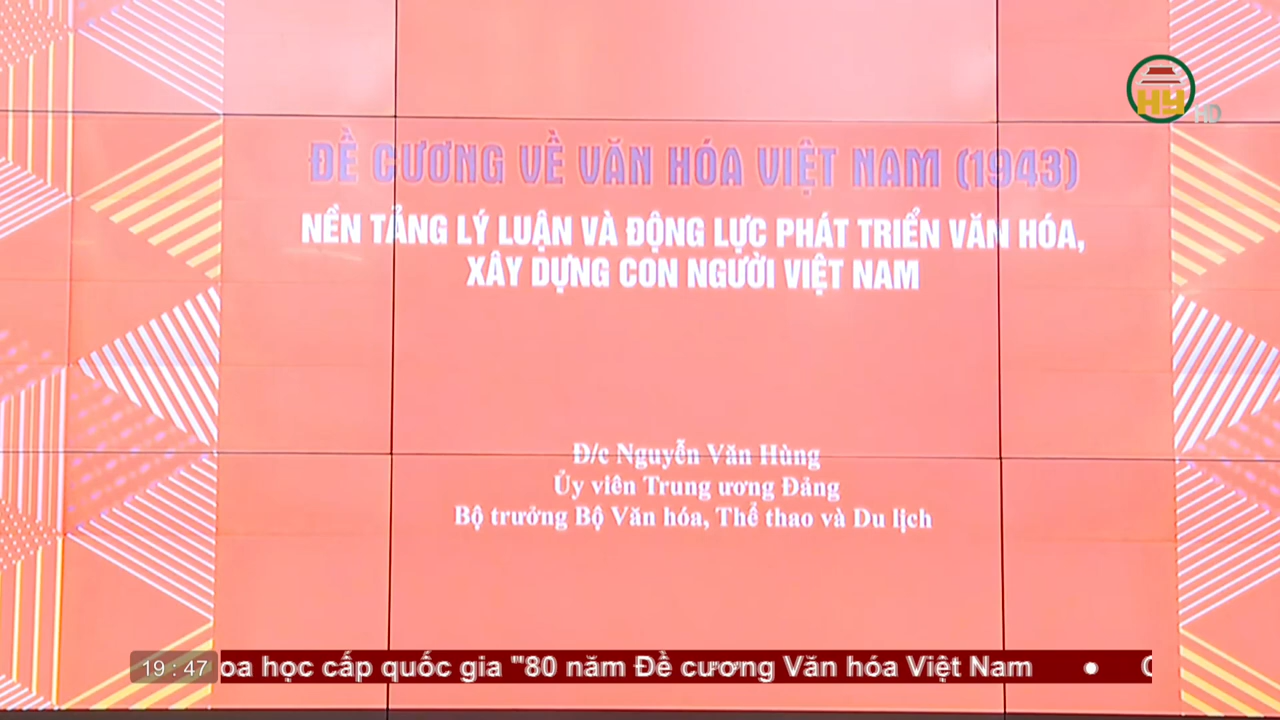 HY HD
ĐỀ CƯƠNG VỀ VĂN HÓA VIỆT NAM (1943)
NỀN TẢNG LÝ LUẬN VÀ ĐỘNG LỰC PHÁT TRIỂN VĂN HÓA,
XÂY DỰNG CON NGƯỜI VIỆT NAM
Đ/c Nguyễn Văn Hùng
Ủy viên Trung ương Đảng
Bộ trưởng Bộ Văn hóa, Thể thao và Du lịch
19 : 47 oa học cấp quốc gia "'80 năm Đề cương Văn hóa Việt Nam •